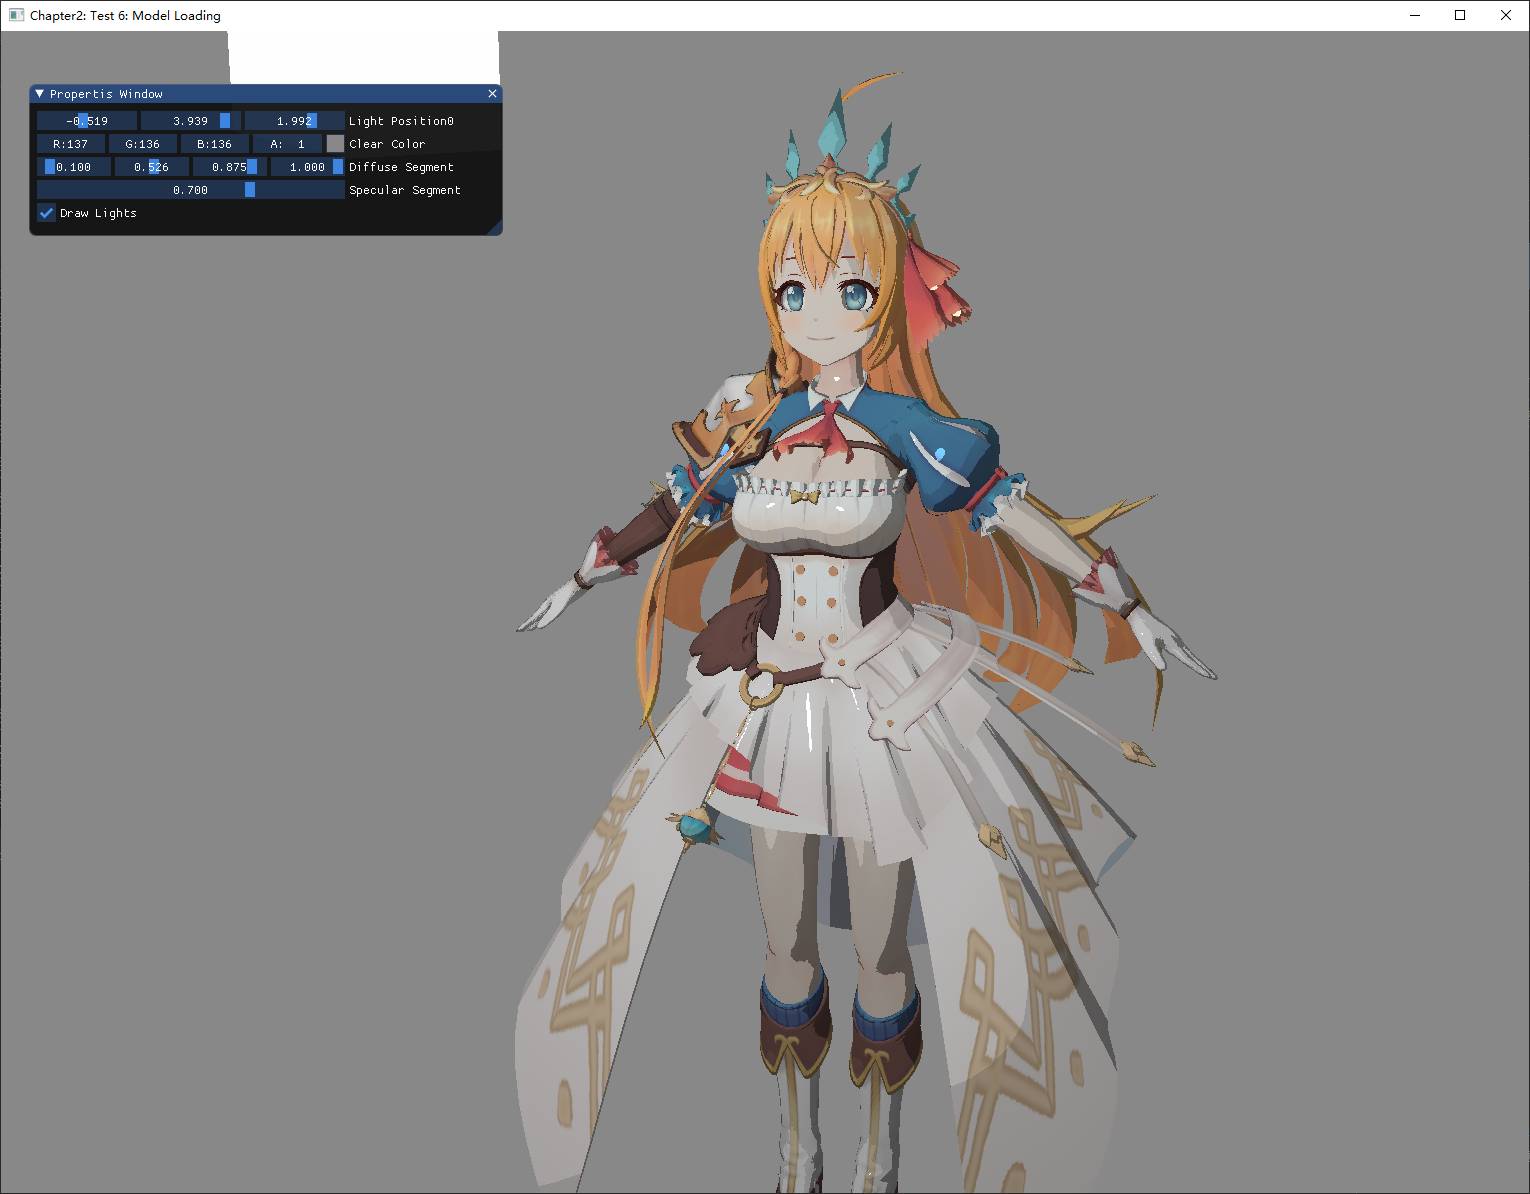 Chapter2: Test 6: Model Loading
Propertis Window
-0.519 3.939 1.992 Light Position0
R:137 G:136 B:136 A: 1 Clear Color
0.100 0.526 0.875 1.000 Diffuse Segment
0.700 Specular Segment
Draw Lights